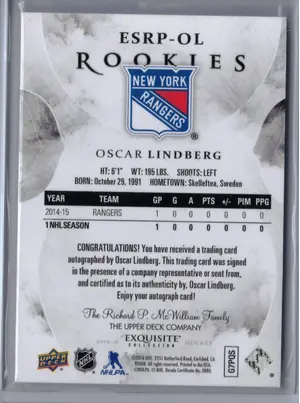 ESRP-OL
ROOKIES
NEW YORK
RANGERS
OSCAR LINDBERG
HT: 6'1" WT: 195 LBS. SHOOTS: LEFT
BORN: October 29, 1991 HOMETOWN: Skelleftea, Sweden
YEAR TEAM GP G A PTS +/- PIM PPG
2014-15 RANGERS 1 0 0 0 0 0 0
1 NHL SEASON 1 0 0 0 0 0 0
CONGRATULATIONS! You have received a trading card
autographed by Oscar Lindberg. This trading card was signed
in the presence of a company representative or sent from,
and certified as to its authenticity by, Oscar Lindberg.
Enjoy your autograph card!
The Richard P. McWilliam Family
THE UPPER DECK COMPANY
EXQUISITE
COLLECTION
HOCKEY
UPPER DECK
NHL
NHLPA
G7PQS